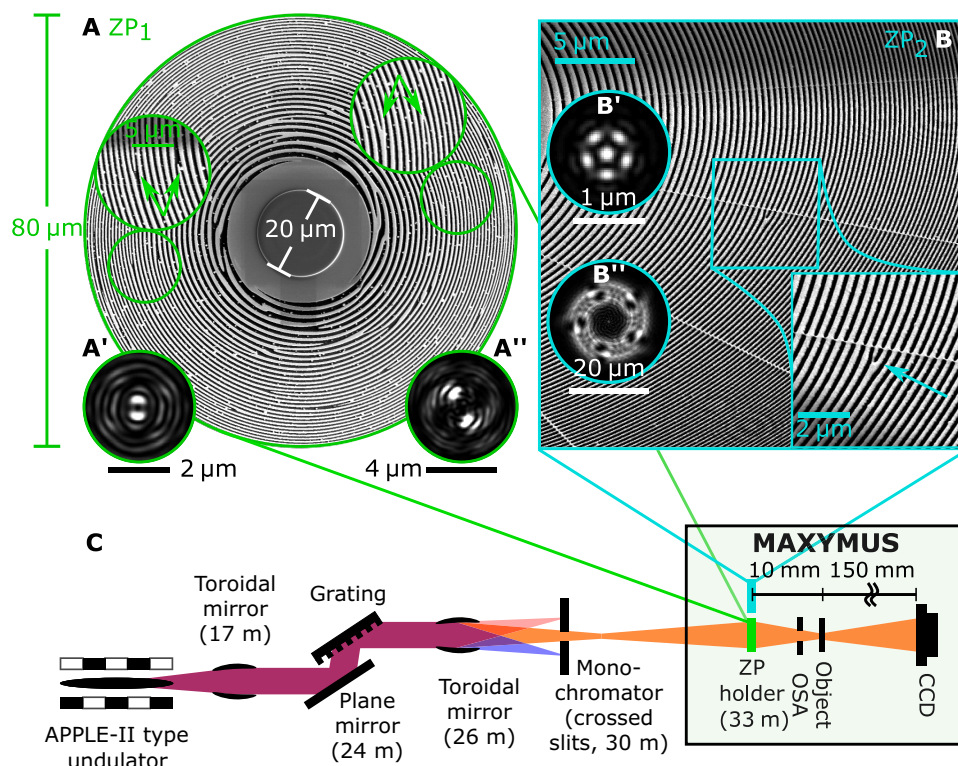 A ZP1
5 µm
80 µm
20 µm
A'
2 µm
A''
4 µm
5 µm
ZP2 B
B'
1 µm
B''
20 µm
2 µm
C
Toroidal
mirror
(17 m)
Grating
APPLE-II type
undulator
Plane
mirror
(24 m)
Toroidal
mirror
(26 m)
Mono-
chromator
(crossed
slits, 30 m)
MAXYMUS
10 mm 150 mm
ZP
holder
(33 m)
OSA
Object
CCD